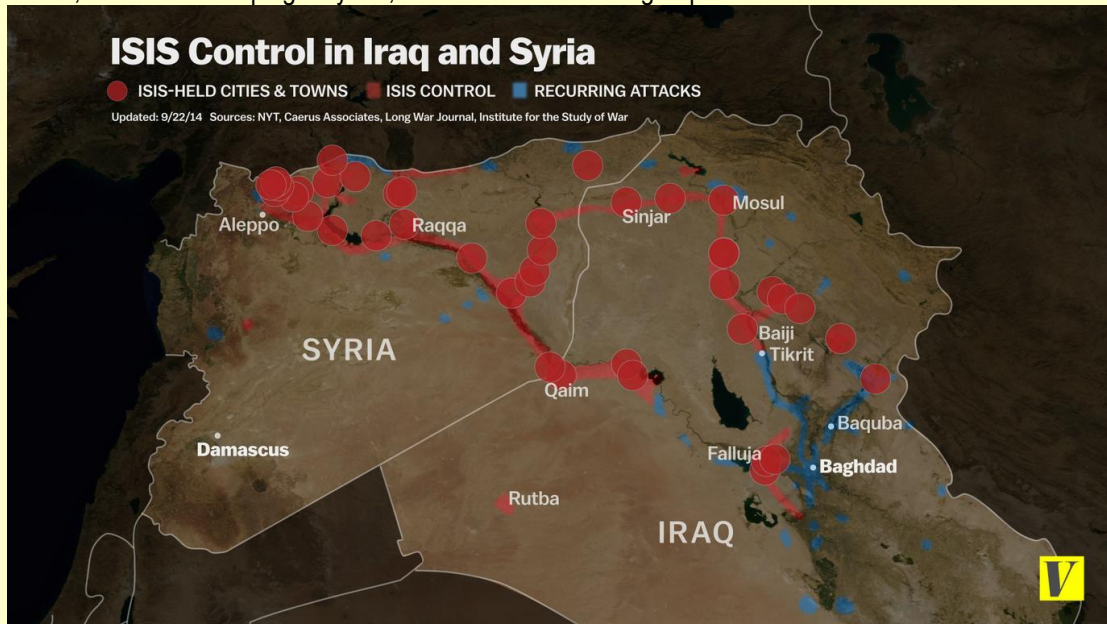 ISIS Control in Iraq and Syria
ISIS-HELD CITIES & TOWNS ISIS CONTROL RECURRING ATTACKS
Updated: 9/22/14 Sources: NYT, Caerus Associates, Long War Journal, Institute for the Study of War
Mosul
Sinjar
Aleppo
Raqqa
Baiji
SYRIA
Tikrit
Qaim
Baquba
Damascus
Falluja
Baghdad
Rutba
IRAQ
V